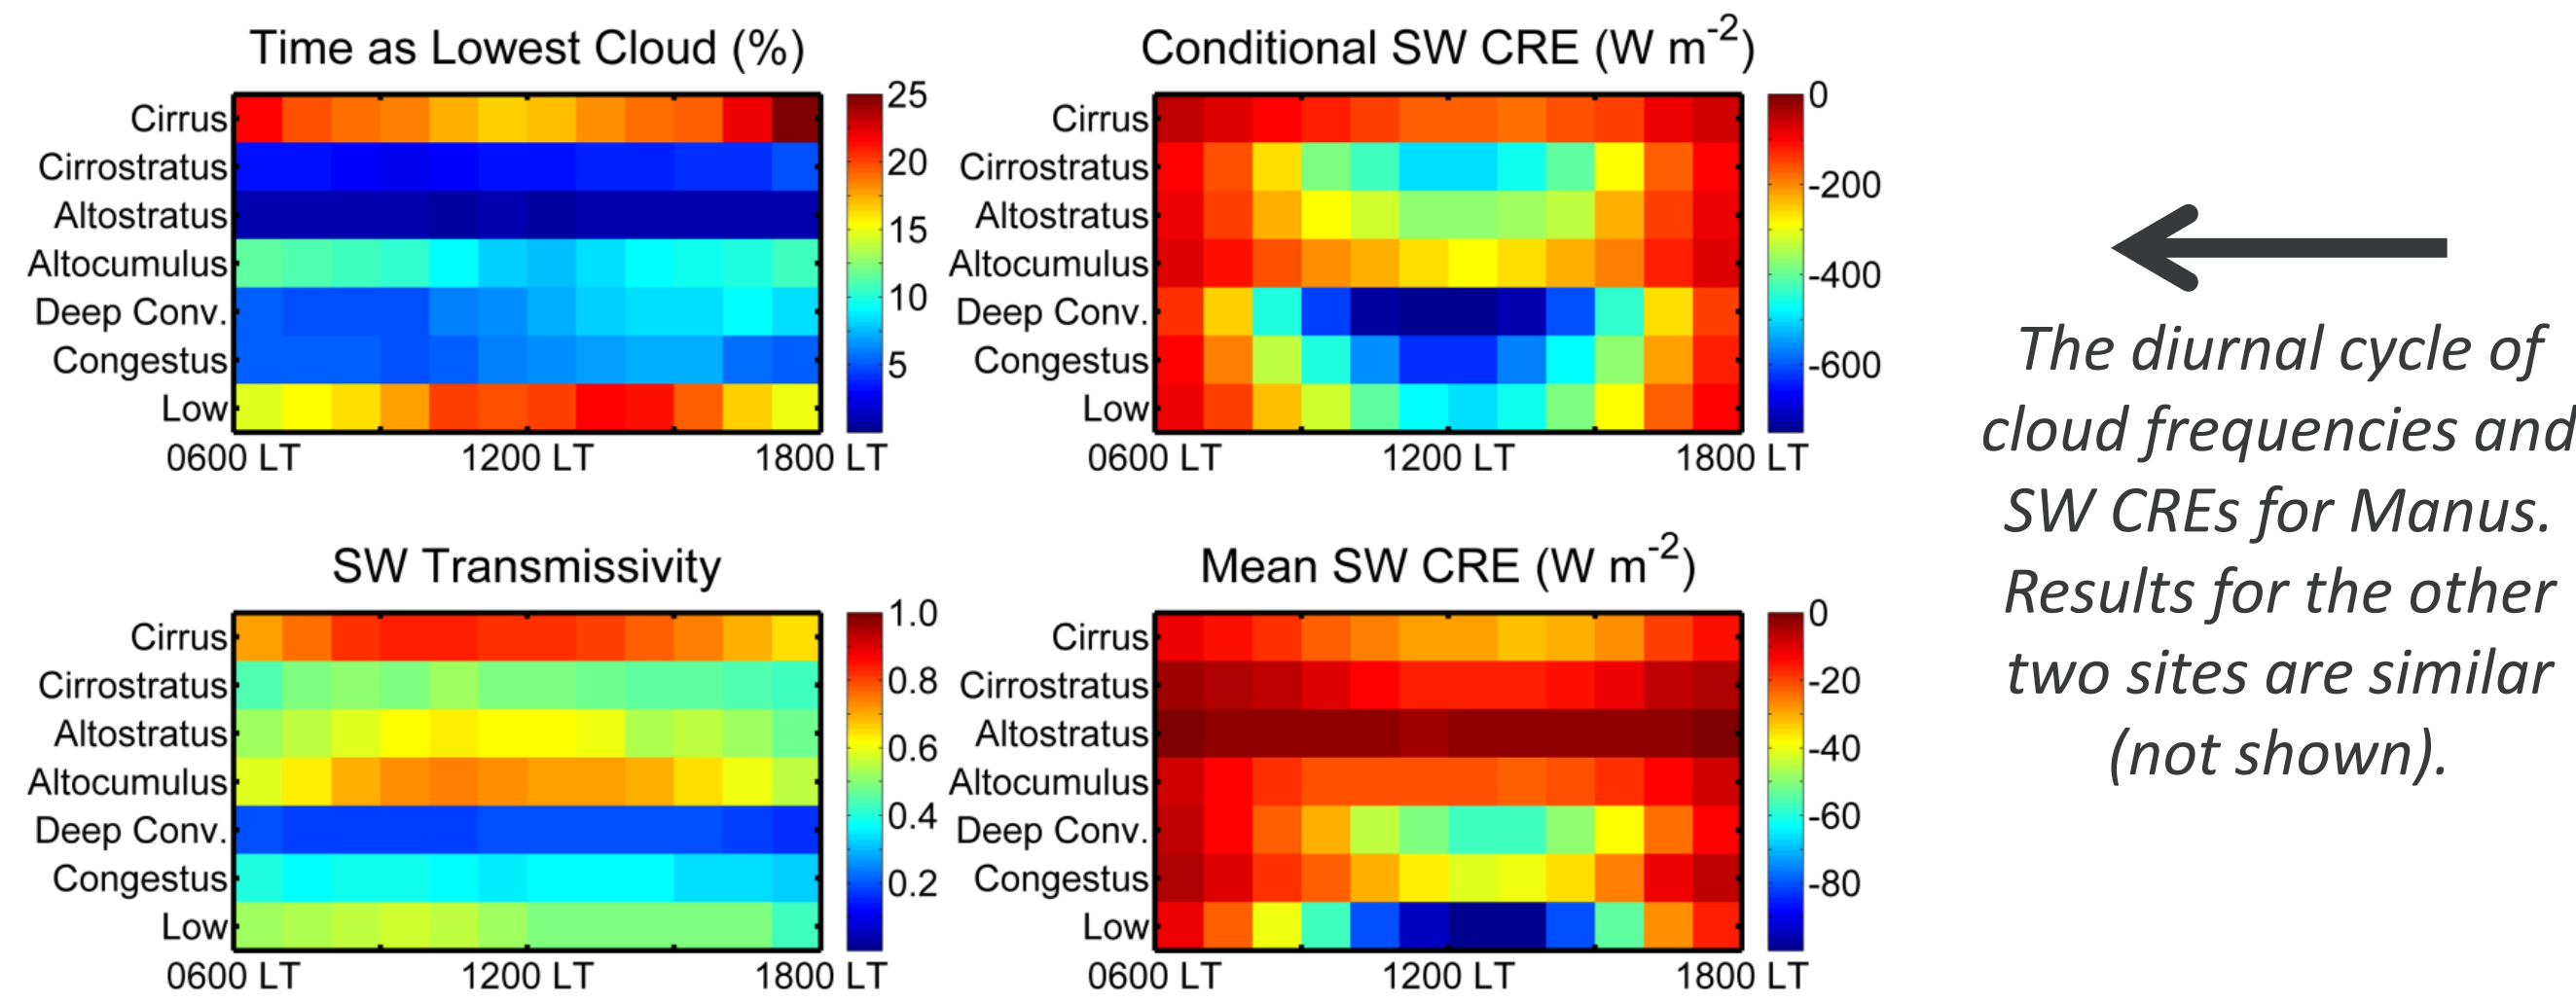 Time as Lowest Cloud (%)
Cirrus
Cirrostratus
Altostratus
Altocumulus
Deep Conv.
Congestus
Low
0600 LT 1200 LT 1800 LT
25
20
15
10
5
Conditional SW CRE (W m-2)
Cirrus
Cirrostratus
Altostratus
Altocumulus
Deep Conv.
Congestus
Low
0600 LT 1200 LT 1800 LT
0
-200
-400
-600
SW Transmissivity
Cirrus
Cirrostratus
Altostratus
Altocumulus
Deep Conv.
Congestus
Low
0600 LT 1200 LT 1800 LT
1.0
0.8
0.6
0.4
0.2
Mean SW CRE (W m-2)
Cirrus
Cirrostratus
Altostratus
Altocumulus
Deep Conv.
Congestus
Low
0600 LT 1200 LT 1800 LT
0
-20
-40
-60
-80
The diurnal cycle of
cloud frequencies and
SW CREs for Manus.
Results for the other
two sites are similar
(not shown).